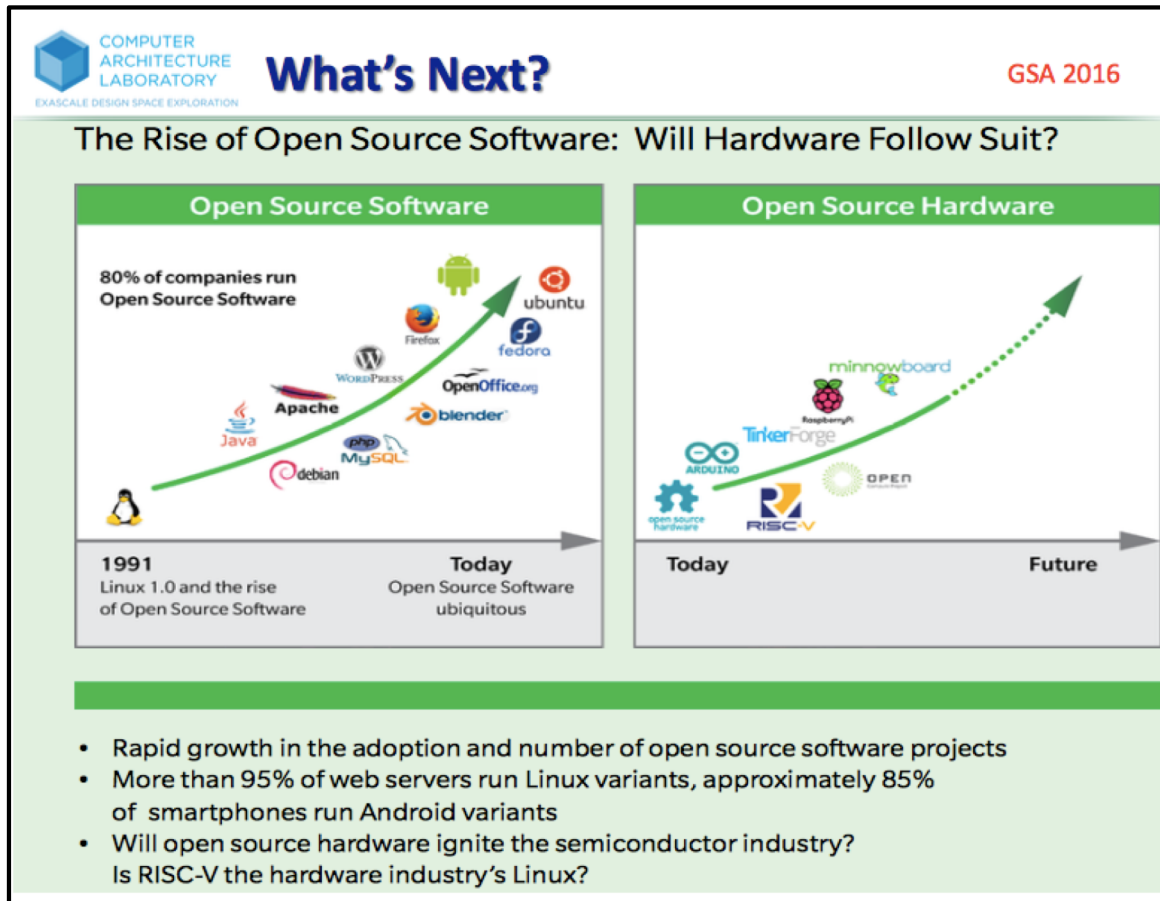 COMPUTER
ARCHITECTURE
LABORATORY
EXASCALE DESIGN SPACE EXPLORATION
What's Next?
GSA 2016
The Rise of Open Source Software: Will Hardware Follow Suit?
Open Source Software
80% of companies run
Open Source Software
ubuntu
Firefox
fedora
WORDPRESS
OpenOffice.org
Apache
blender
Java
php
MySQL
debian
1991
Linux 1.0 and the rise
of Open Source Software
Today
Open Source Software
ubiquitous
Open Source Hardware
minnowboard
RaspberryPi
TinkerForge
ARDUINO
OPEN
Compute Project
open source
hardware
RISC-V
Today
Future
• Rapid growth in the adoption and number of open source software projects
• More than 95% of web servers run Linux variants, approximately 85%
of smartphones run Android variants
• Will open source hardware ignite the semiconductor industry?
Is RISC-V the hardware industry's Linux?